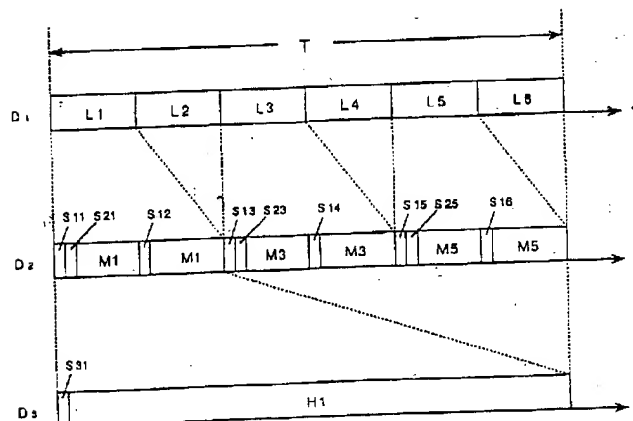 T
D1 L1 L2 L3 L4 L5 L6
S11 S21 S12 S13 S23 S14 S15 S25 S16
D2 M1 M1 M3 M3 M5 M5
S31
D3 H1